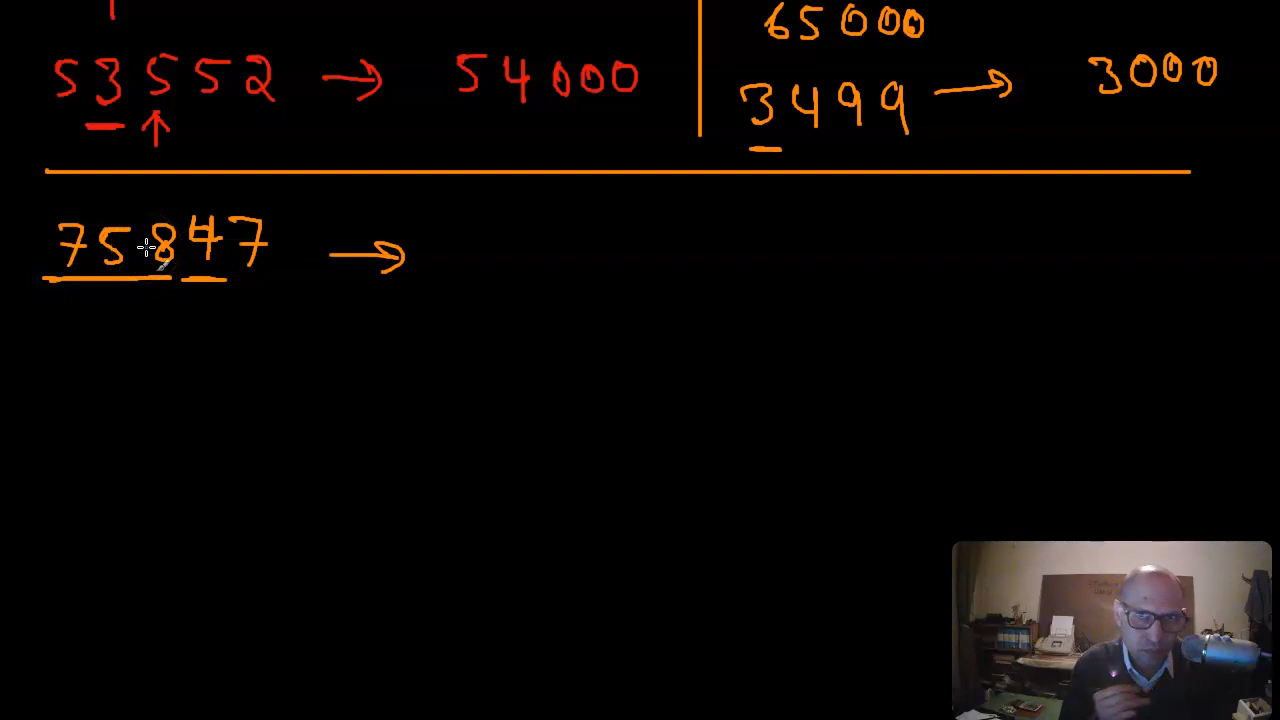 65000
53552 → 54000
3499 → 3000
75847 →